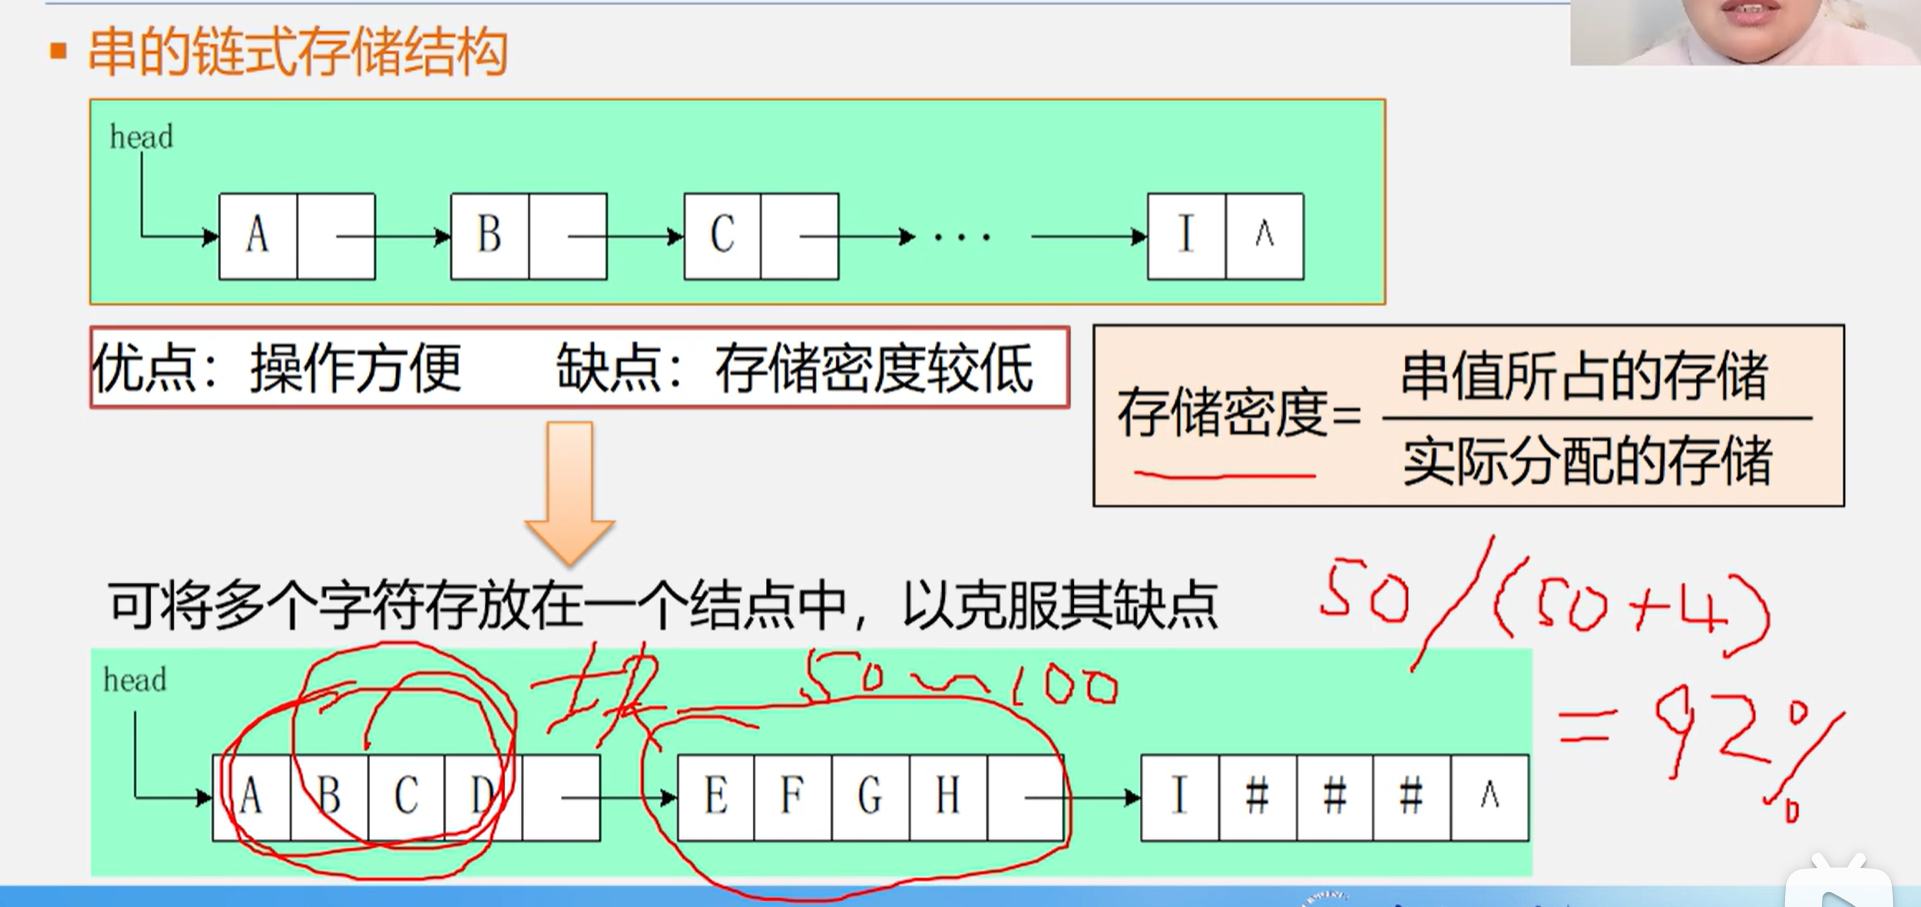 串的链式存储结构
head
A B C ··· I ∧
优点：操作方便 缺点：存储密度较低
存储密度= 串值所占的存储
实际分配的存储
可将多个字符存放在一个结点中，以克服其缺点
50/(50+4)
=92%
50~100
head
A B C D E F G H I # # # ∧